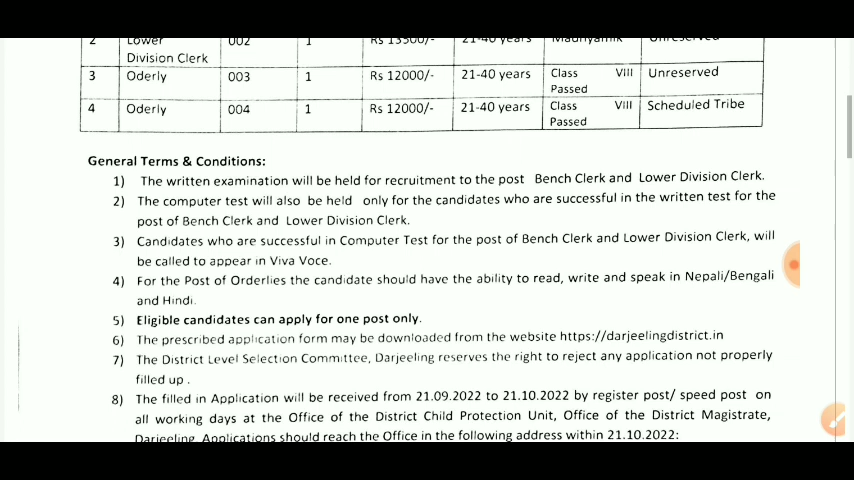 2 Lower 002 1 Rs 13500/- 21-40 years Madhyamik Unreserved
Division Clerk
3 Oderly 003 1 Rs 12000/- 21-40 years Class VIII Unreserved
Passed
4 Oderly 004 1 Rs 12000/- 21-40 years Class VIII Scheduled Tribe
Passed
General Terms & Conditions:
1) The written examination will be held for recruitment to the post Bench Clerk and Lower Division Clerk.
2) The computer test will also be held only for the candidates who are successful in the written test for the
post of Bench Clerk and Lower Division Clerk.
3) Candidates who are successful in Computer Test for the post of Bench Clerk and Lower Division Clerk, will
be called to appear in Viva Voce.
4) For the Post of Orderlies the candidate should have the ability to read, write and speak in Nepali/Bengali
and Hindi.
5) Eligible candidates can apply for one post only.
6) The prescribed application form may be downloaded from the website https://darjeelingdistrict.in
7) The District Level Selection Committee, Darjeeling reserves the right to reject any application not properly
filled up .
8) The filled in Application will be received from 21.09.2022 to 21.10.2022 by register post/ speed post on
all working days at the Office of the District Child Protection Unit, Office of the District Magistrate,
Darjeeling. Applications should reach the Office in the following address within 21.10.2022: